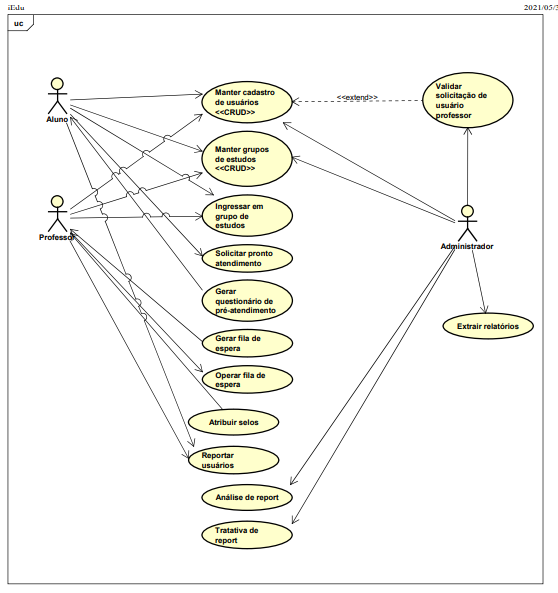 iEdu
2021/05/3
uc
Aluno
Professor
Manter cadastro
de usuários
<<CRUD>>
<<extend>>
Validar
solicitação de
usuário
professor
Manter grupos
de estudos
<<CRUD>>
Ingressar em
grupo de
estudos
Administrador
Solicitar pronto
atendimento
Gerar
questionário de
pré-atendimento
Extrair relatórios
Gerar fila de
espera
Operar fila de
espera
Atribuir selos
Reportar
usuários
Análise de report
Tratativa de
report